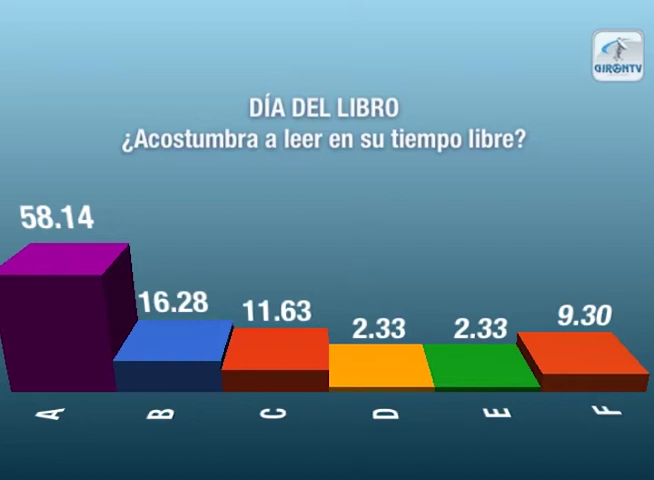 GIRONTV
DÍA DEL LIBRO
¿Acostumbra a leer en su tiempo libre?
58.14
16.28
11.63
2.33
2.33
9.30
A
B
C
D
E
F